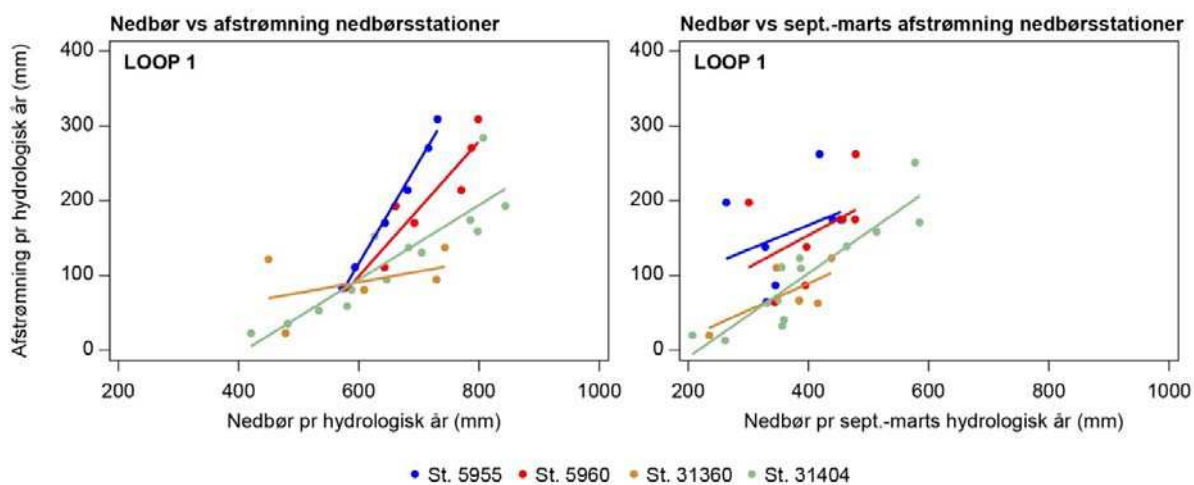 Nedbør vs afstrømning nedbørsstationer
Nedbør vs sept.-marts afstrømning nedbørsstationer
Afstrømning pr hydrologisk år (mm)
LOOP 1
400
300
200
100
0
200 400 600 800 1000
Nedbør pr hydrologisk år (mm)
LOOP 1
400
300
200
100
0
200 400 600 800 1000
Nedbør pr sept.-marts hydrologisk år (mm)
St. 5955 St. 5960 St. 31360 St. 31404